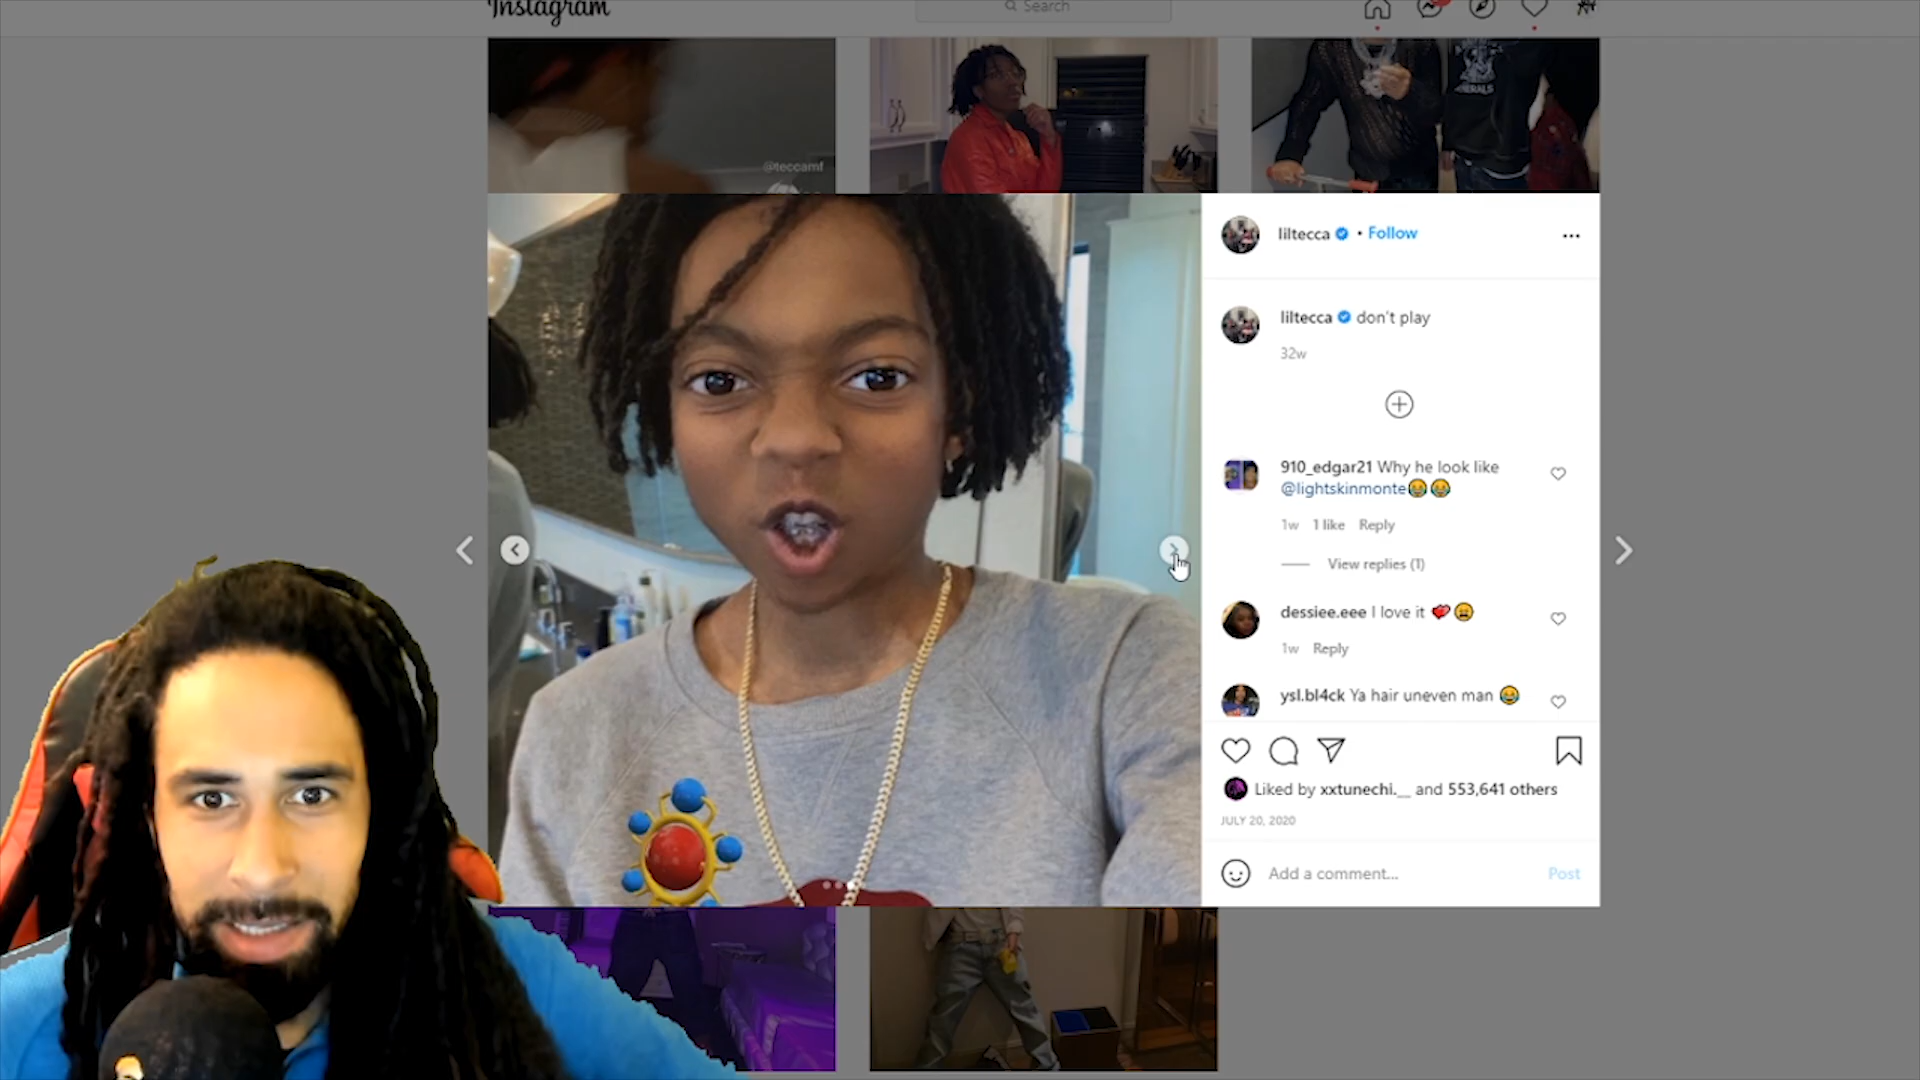 Instagram
Search
@teccamf
liltecca • Follow
liltecca don't play
32w
910_edgar21 Why he look like
@lightskinmonte😂😂
1w 1 like Reply
View replies (1)
dessiee.eee I love it 💕😩
1w Reply
ysl.bl4ck Ya hair uneven man 😂
Liked by xxtunechi.__ and 553,641 others
JULY 20, 2020
Add a comment...
Post